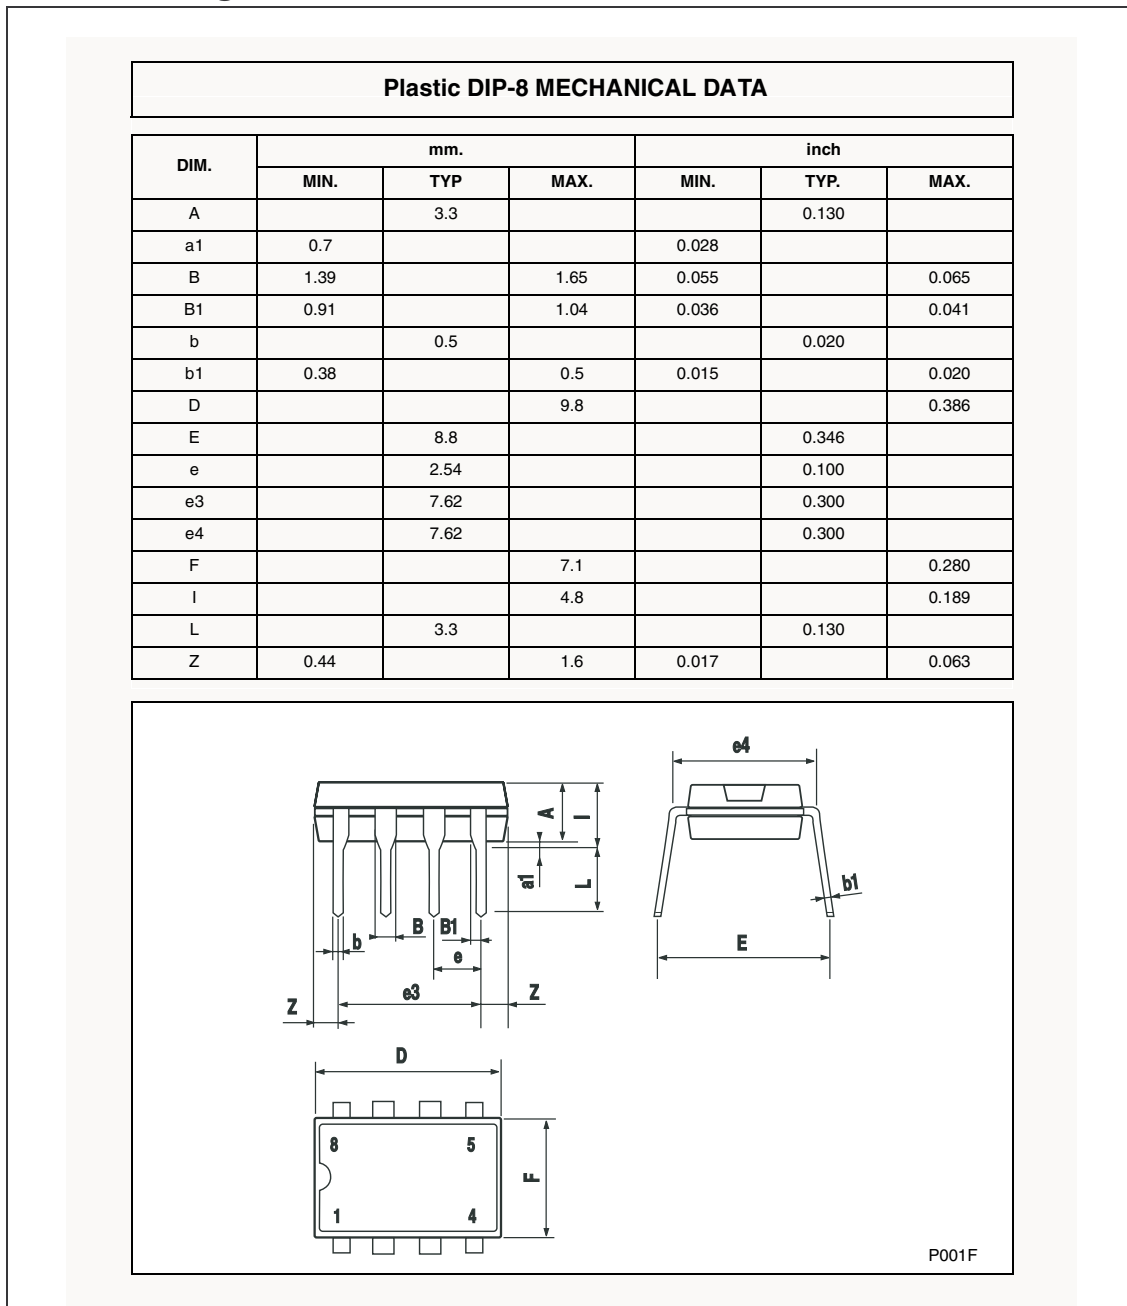 Plastic DIP-8 MECHANICAL DATA
DIM. mm. inch
MIN. TYP MAX. MIN. TYP. MAX.
A 3.3 0.130
a1 0.7 0.028
B 1.39 1.65 0.055 0.065
B1 0.91 1.04 0.036 0.041
b 0.5 0.020
b1 0.38 0.5 0.015 0.020
D 9.8 0.386
E 8.8 0.346
e 2.54 0.100
e3 7.62 0.300
e4 7.62 0.300
F 7.1 0.280
I 4.8 0.189
L 3.3 0.130
Z 0.44 1.6 0.017 0.063
e4
A I
a1 L
b1
b B B1
e
E
Z e3 Z
D
8 5
F
1 4
P001F